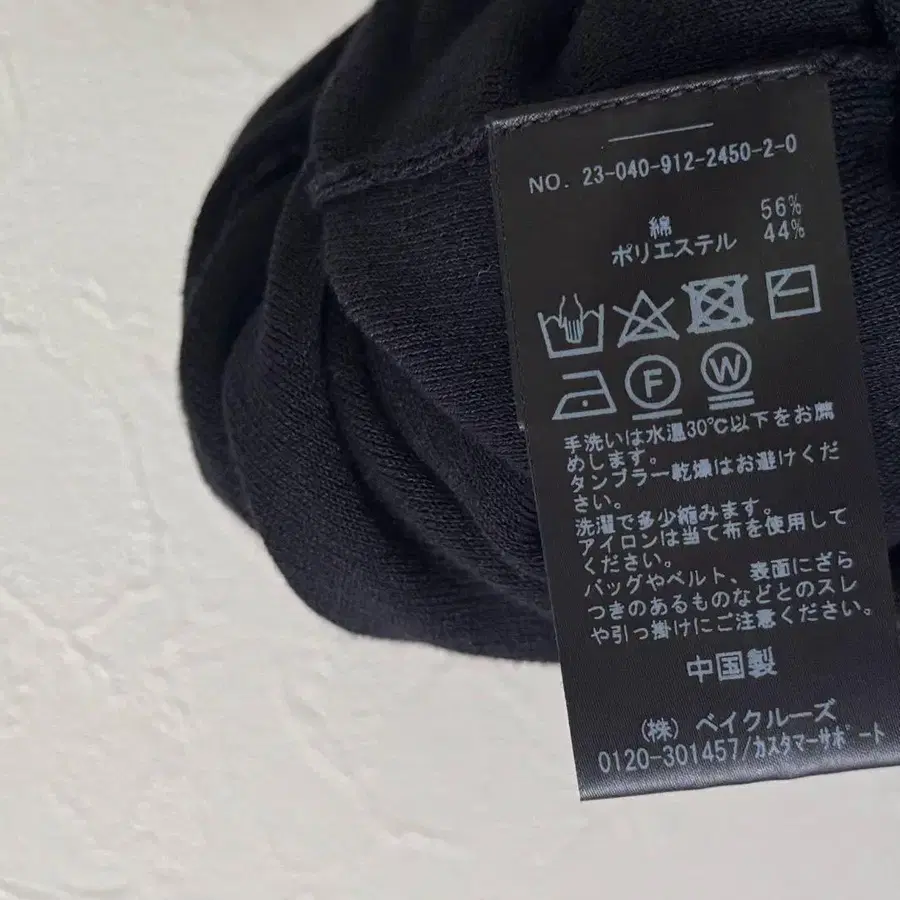 NO. 23-040-912-2450-2-0
綿 56%
ポリエステル 44%
F W
手洗いは水温30℃以下をお薦
めします。
タンブラー乾燥はお避けくだ
さい。
洗濯で多少縮みます。
アイロンは当て布を使用して
ください。
バッグやベルト、表面にざら
つきのあるものなどとのスレ
や引っ掛けにご注意ください。
中国製
(株) ベイクルーズ
0120-301457/カスタマーサポート